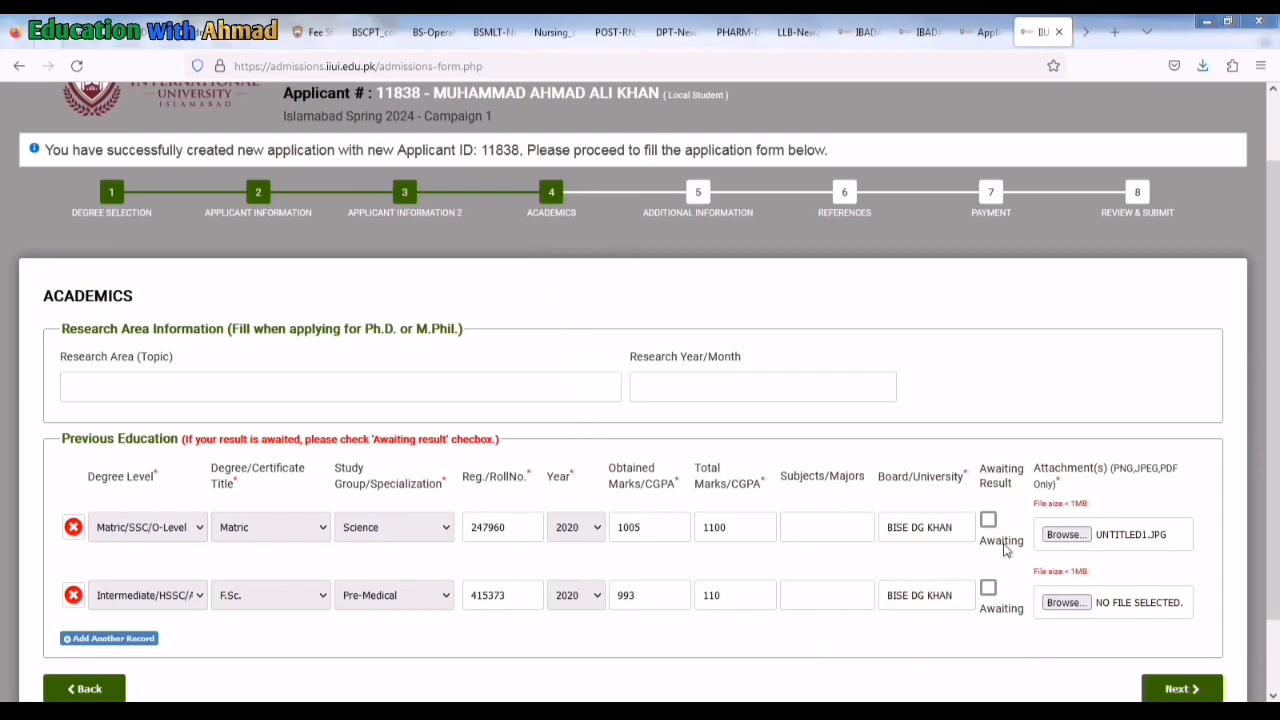 Education with Ahmad
Fee S
BSCPT_c
BS-Opera
BSMLT-N
Nursing_
POST-RN
DPT-New
PHARM-I
LLB-New
IBAD
IBAD
Appli
IIU
https://admissions.iiui.edu.pk/admissions-form.php
INTERNATIONAL
UNIVERSITY
ISLAMABAD
Applicant # : 11838 - MUHAMMAD AHMAD ALI KHAN ( Local Student )
Islamabad Spring 2024 - Campaign 1
You have successfully created new application with new Applicant ID: 11838, Please proceed to fill the application form below.
1 2 3 4 5 6 7 8
DEGREE SELECTION APPLICANT INFORMATION APPLICANT INFORMATION 2 ACADEMICS ADDITIONAL INFORMATION REFERENCES PAYMENT REVIEW & SUBMIT
ACADEMICS
Research Area Information (Fill when applying for Ph.D. or M.Phil.)
Research Area (Topic) Research Year/Month
Previous Education (If your result is awaited, please check 'Awaiting result' checbox.)
Degree Level* Degree/Certificate Title* Study Group/Specialization* Reg./RollNo.* Year* Obtained Marks/CGPA* Total Marks/CGPA* Subjects/Majors Board/University* Awaiting Result Attachment(s) (PNG,JPEG,PDF Only)*
File size < 1MB
Matric/SSC/O-Level Matric Science 247960 2020 1005 1100 BISE DG KHAN Awaiting Browse... UNTITLED1.JPG
File size < 1MB
Intermediate/HSSC/A F.Sc. Pre-Medical 415373 2020 993 110 BISE DG KHAN Awaiting Browse... NO FILE SELECTED.
Add Another Record
Back Next